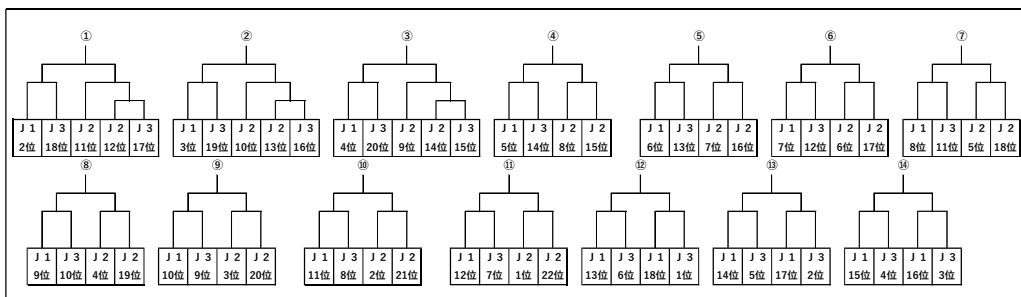 ① ② ③ ④ ⑤ ⑥ ⑦
Ｊ１ Ｊ３ Ｊ２ Ｊ２ Ｊ３ Ｊ１ Ｊ３ Ｊ２ Ｊ２ Ｊ３ Ｊ１ Ｊ３ Ｊ２ Ｊ２ Ｊ３ Ｊ１ Ｊ３ Ｊ２ Ｊ２ Ｊ１ Ｊ３ Ｊ２ Ｊ２ Ｊ１ Ｊ３ Ｊ２ Ｊ２ Ｊ１ Ｊ３ Ｊ２ Ｊ２
2位 18位 11位 12位 17位 3位 19位 10位 13位 16位 4位 20位 9位 14位 15位 5位 14位 8位 15位 6位 13位 7位 16位 7位 12位 6位 17位 8位 11位 5位 18位
⑧ ⑨ ⑩ ⑪ ⑫ ⑬ ⑭
Ｊ１ Ｊ３ Ｊ２ Ｊ２ Ｊ１ Ｊ３ Ｊ２ Ｊ２ Ｊ１ Ｊ３ Ｊ２ Ｊ２ Ｊ１ Ｊ３ Ｊ２ Ｊ２ Ｊ１ Ｊ３ Ｊ１ Ｊ３ Ｊ１ Ｊ３ Ｊ１ Ｊ３ Ｊ１ Ｊ３ Ｊ１ Ｊ３
9位 10位 4位 19位 10位 9位 3位 20位 11位 8位 2位 21位 12位 7位 1位 22位 13位 6位 18位 1位 14位 5位 17位 2位 15位 4位 16位 3位